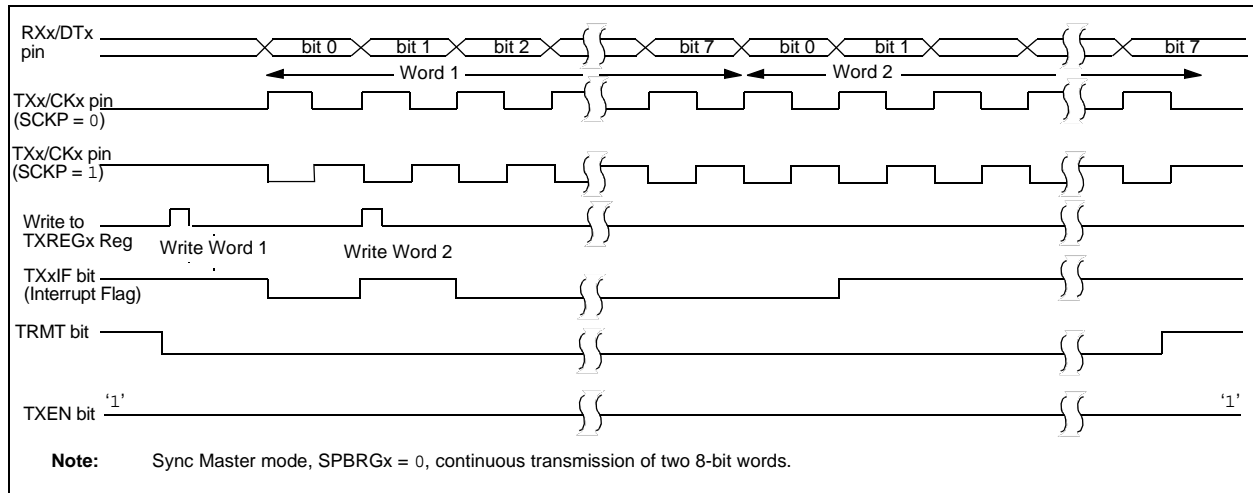 RXx/DTx
pin
bit 0 bit 1 bit 2 bit 7 bit 0 bit 1 bit 7
Word 1 Word 2
TXx/CKx pin
(SCKP = 0)
TXx/CKx pin
(SCKP = 1)
Write to
TXREGx Reg
Write Word 1 Write Word 2
TXxIF bit
(Interrupt Flag)
TRMT bit
TXEN bit
‘1’ ‘1’
Note: Sync Master mode, SPBRGx = 0, continuous transmission of two 8-bit words.